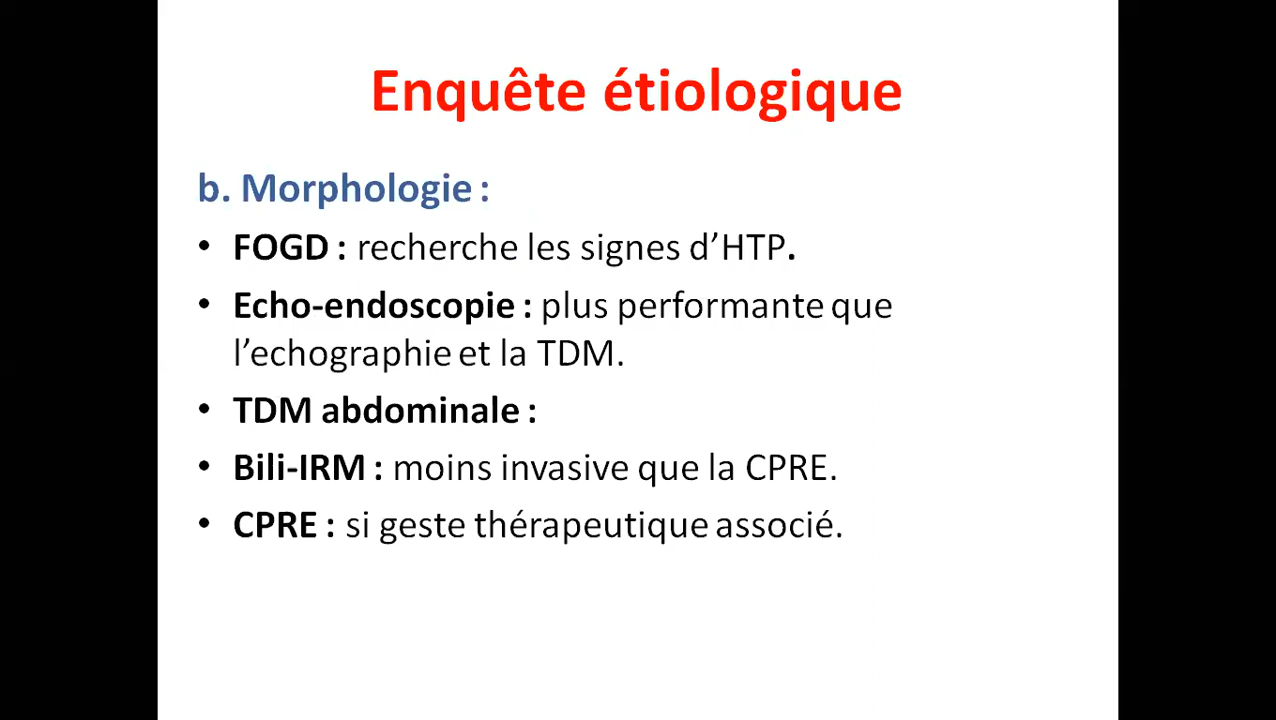 Enquête étiologique
b. Morphologie :
• FOGD : recherche les signes d’HTP.
• Echo-endoscopie : plus performante que
l’echographie et la TDM.
• TDM abdominale :
• Bili-IRM : moins invasive que la CPRE.
• CPRE : si geste thérapeutique associé.